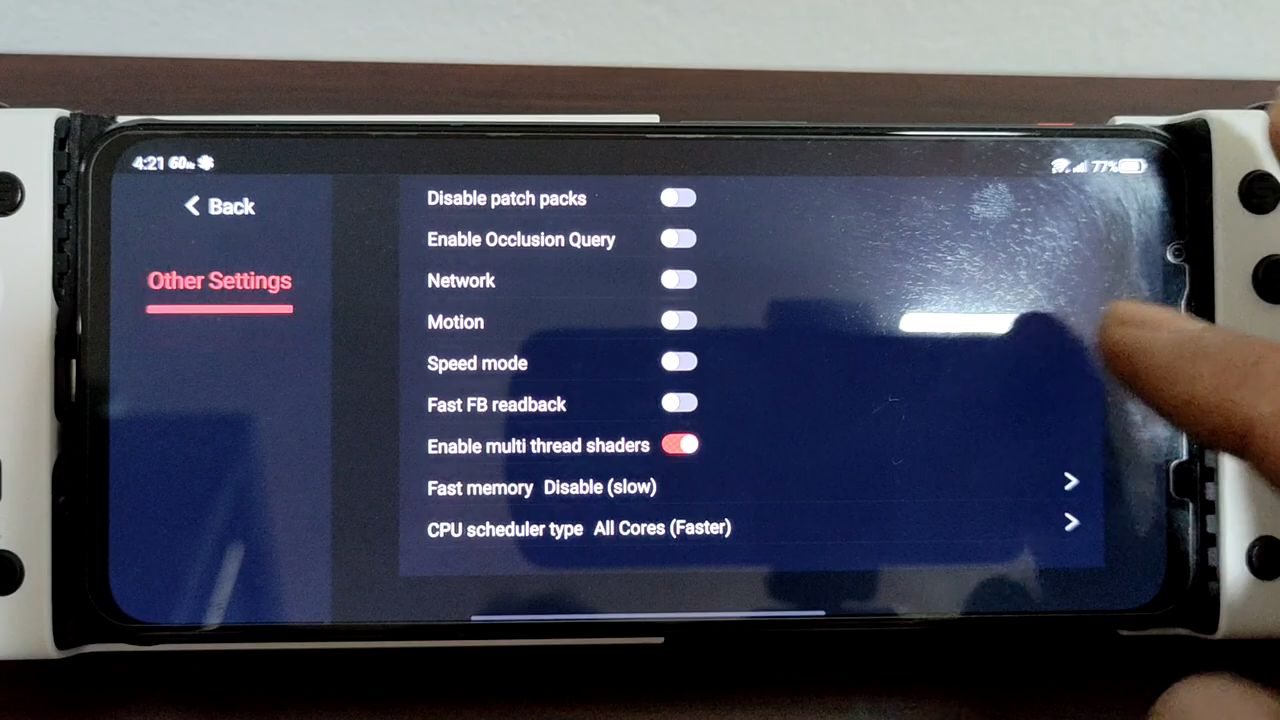 4:21 60Hz
77%
Back
Other Settings
Disable patch packs
Enable Occlusion Query
Network
Motion
Speed mode
Fast FB readback
Enable multi thread shaders
Fast memory Disable (slow)
CPU scheduler type All Cores (Faster)